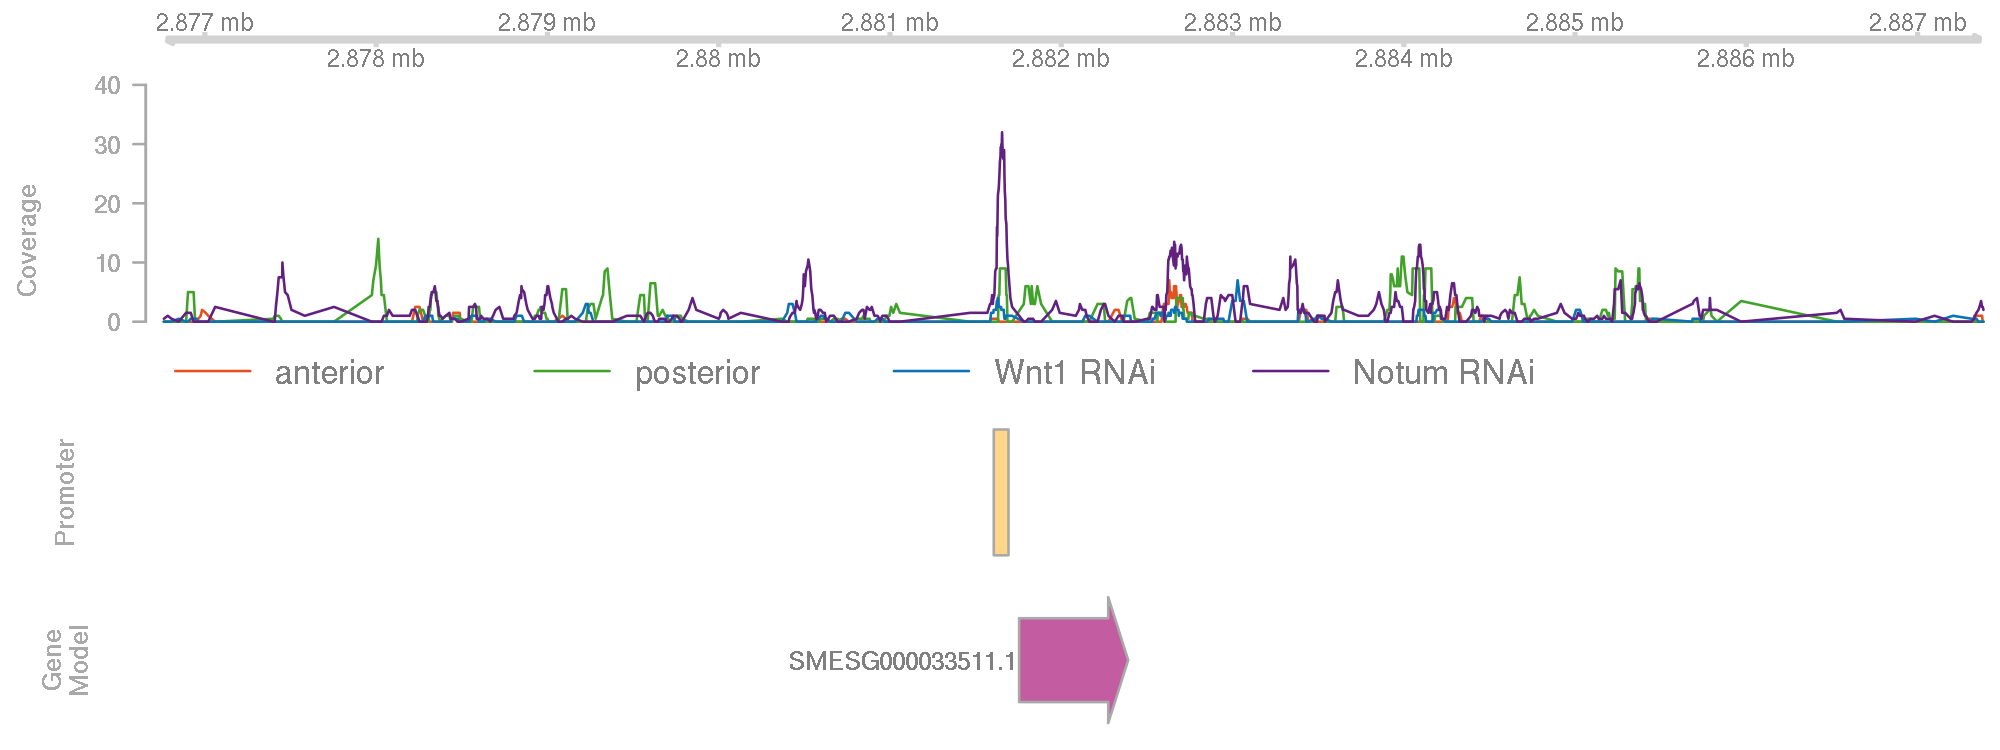 2.877 mb 2.879 mb 2.881 mb 2.883 mb 2.885 mb 2.887 mb
2.878 mb 2.88 mb 2.882 mb 2.884 mb 2.886 mb
40
30
20
10
0
Coverage
anterior posterior Wnt1 RNAi Notum RNAi
Promoter
Gene
Model
SMESG000033511.1